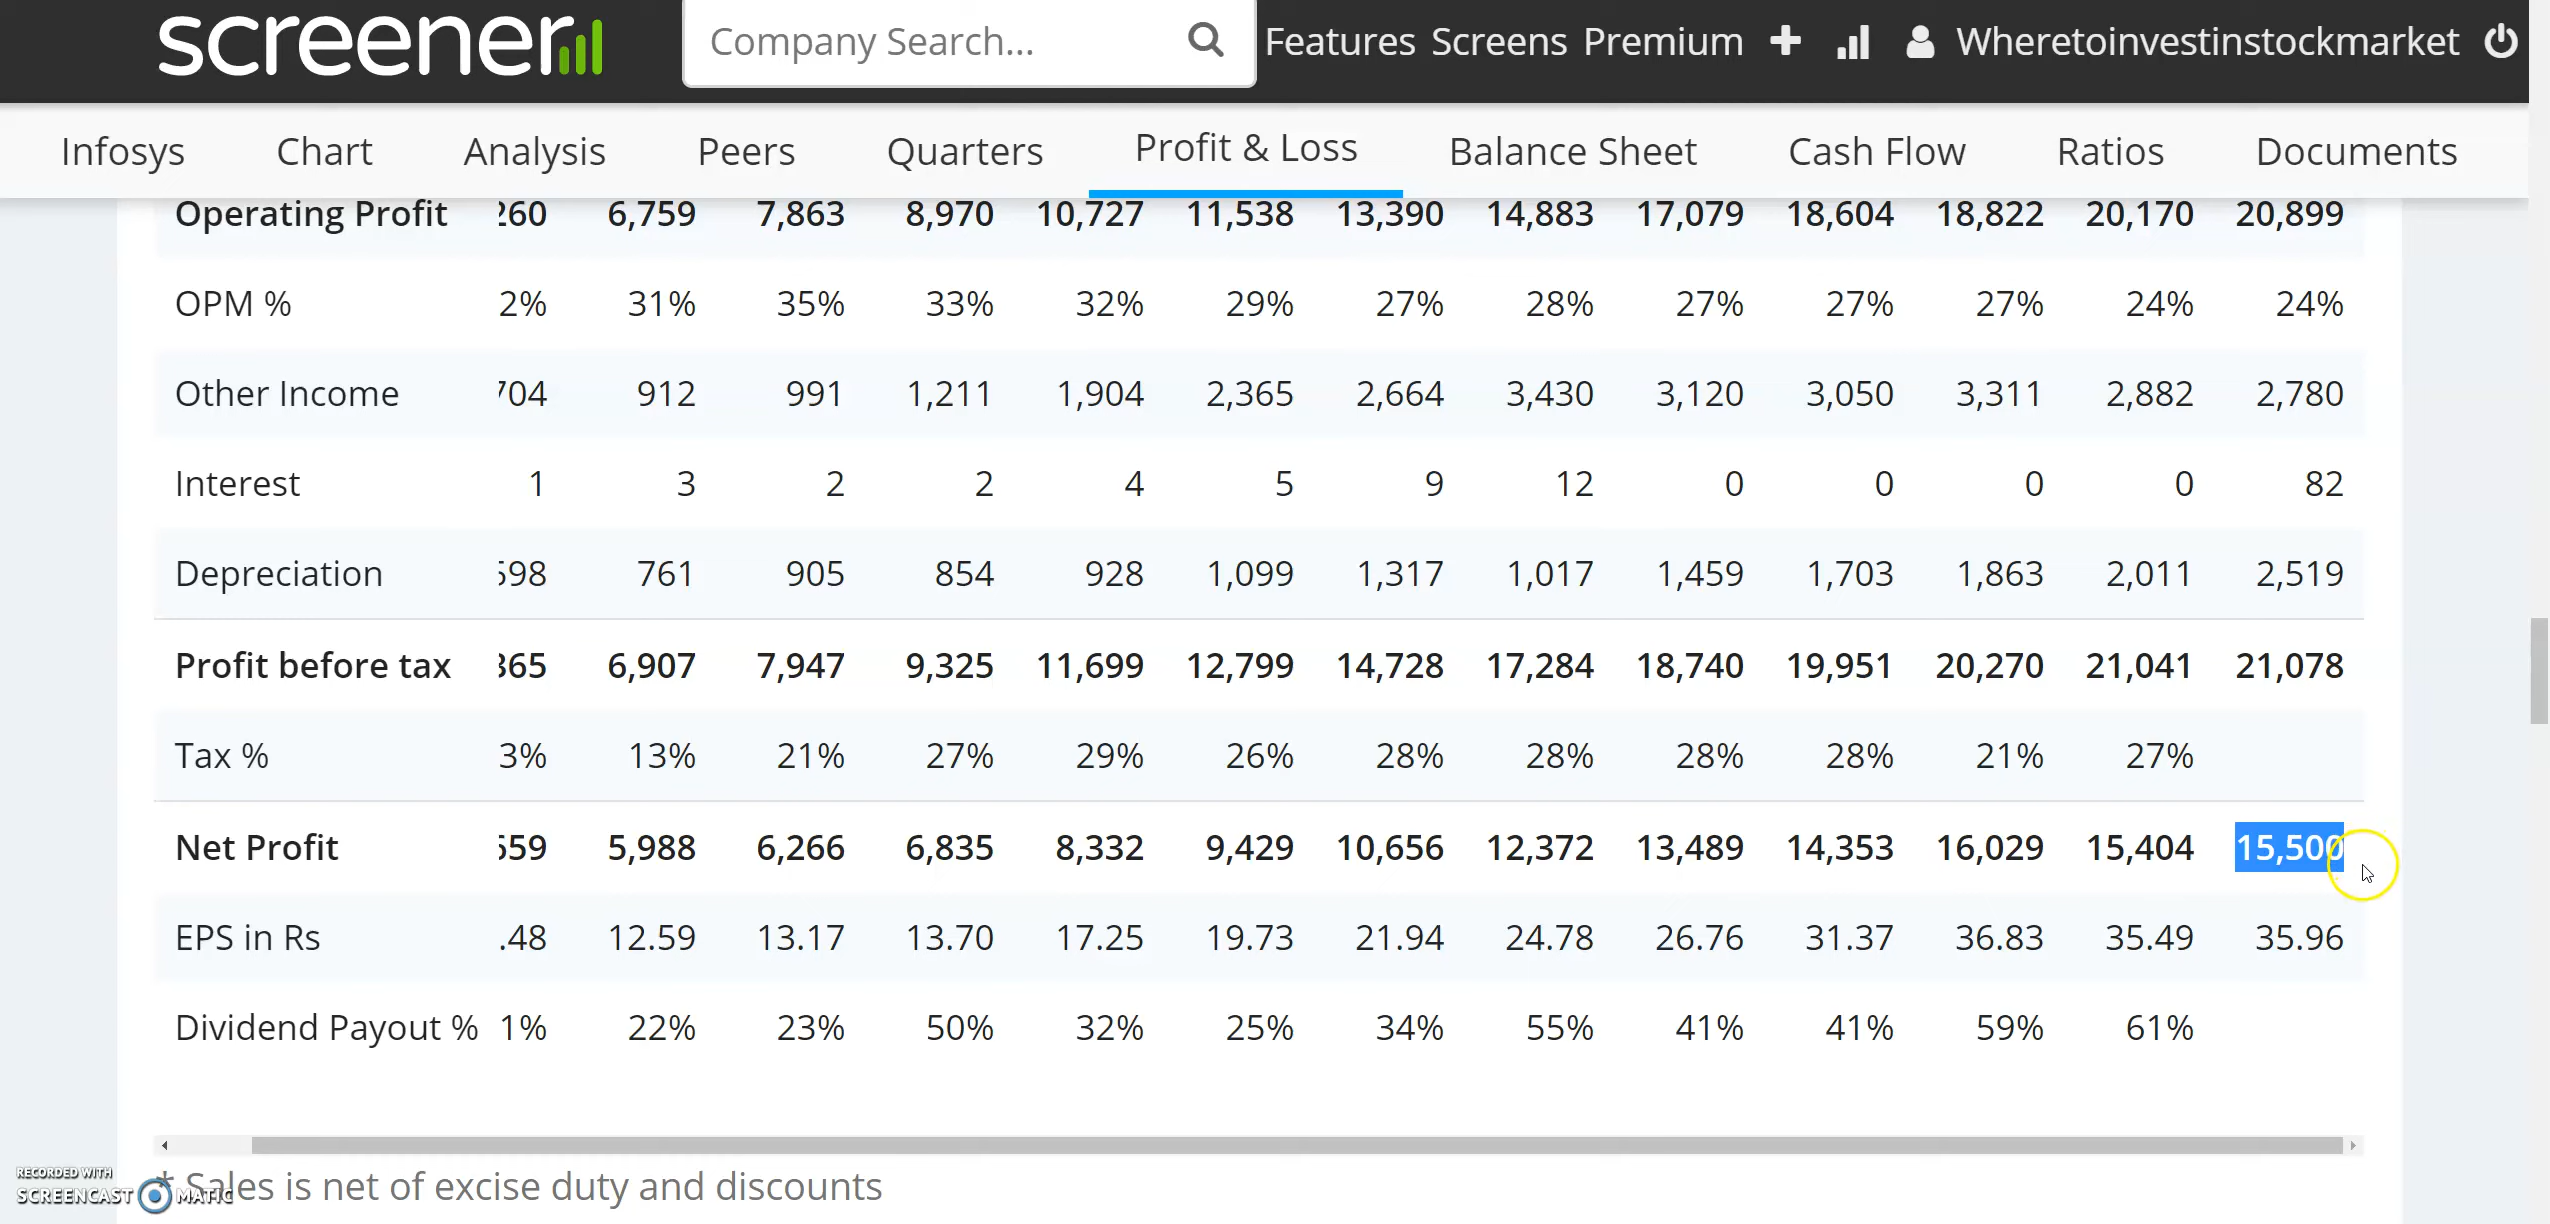 screener
Company Search...
Features Screens Premium Wheretoinvestinstockmarket
Infosys Chart Analysis Peers Quarters Profit & Loss Balance Sheet Cash Flow Ratios Documents
Operating Profit 260 6,759 7,863 8,970 10,727 11,538 13,390 14,883 17,079 18,604 18,822 20,170 20,899
OPM % 2% 31% 35% 33% 32% 29% 27% 28% 27% 27% 27% 24% 24%
Other Income 704 912 991 1,211 1,904 2,365 2,664 3,430 3,120 3,050 3,311 2,882 2,780
Interest 1 3 2 2 4 5 9 12 0 0 0 0 82
Depreciation 598 761 905 854 928 1,099 1,317 1,017 1,459 1,703 1,863 2,011 2,519
Profit before tax 365 6,907 7,947 9,325 11,699 12,799 14,728 17,284 18,740 19,951 20,270 21,041 21,078
Tax % 3% 13% 21% 27% 29% 26% 28% 28% 28% 28% 21% 27%
Net Profit 559 5,988 6,266 6,835 8,332 9,429 10,656 12,372 13,489 14,353 16,029 15,404 15,500
EPS in Rs .48 12.59 13.17 13.70 17.25 19.73 21.94 24.78 26.76 31.37 36.83 35.49 35.96
Dividend Payout % 1% 22% 23% 50% 32% 25% 34% 55% 41% 41% 59% 61%
* Sales is net of excise duty and discounts
RECORDED WITH
SCREENCAST MATIC